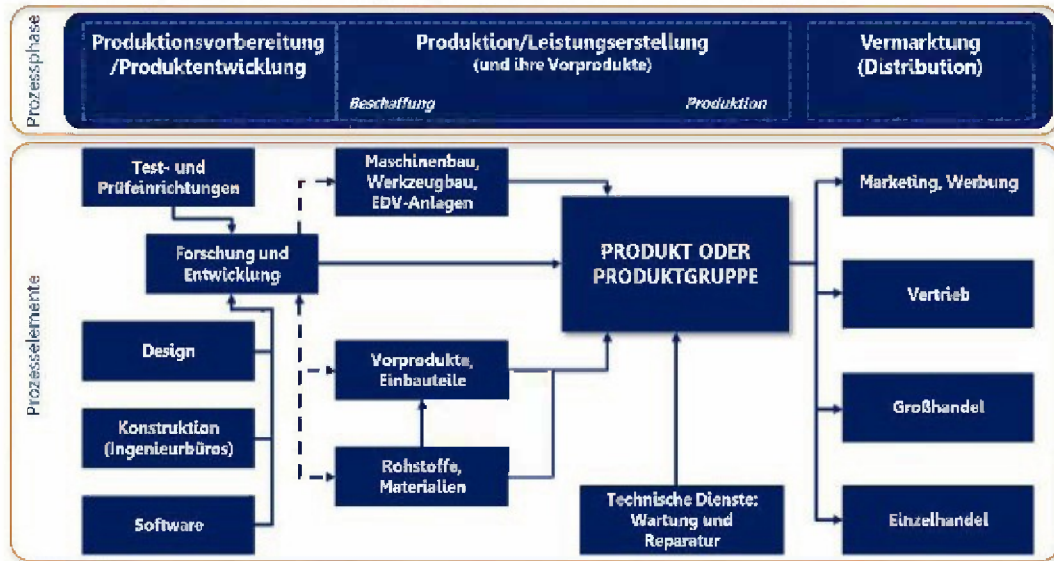 Prozessphase
Produktionsvorbereitung
/Produktentwicklung
Produktion/Leistungserstellung
(und ihre Vorprodukte)
Beschaffung
Produktion
Vermarktung
(Distribution)
Prozesselemente
Test- und
Prüfeinrichtungen
Forschung und
Entwicklung
Design
Konstruktion
(Ingenieurbüros)
Software
Maschinenbau,
Werkzeugbau,
EDV-Anlagen
Vorprodukte,
Einbauteile
Rohstoffe,
Materialien
PRODUKT ODER
PRODUKTGRUPPE
Technische Dienste:
Wartung und
Reparatur
Marketing, Werbung
Vertrieb
Großhandel
Einzelhandel